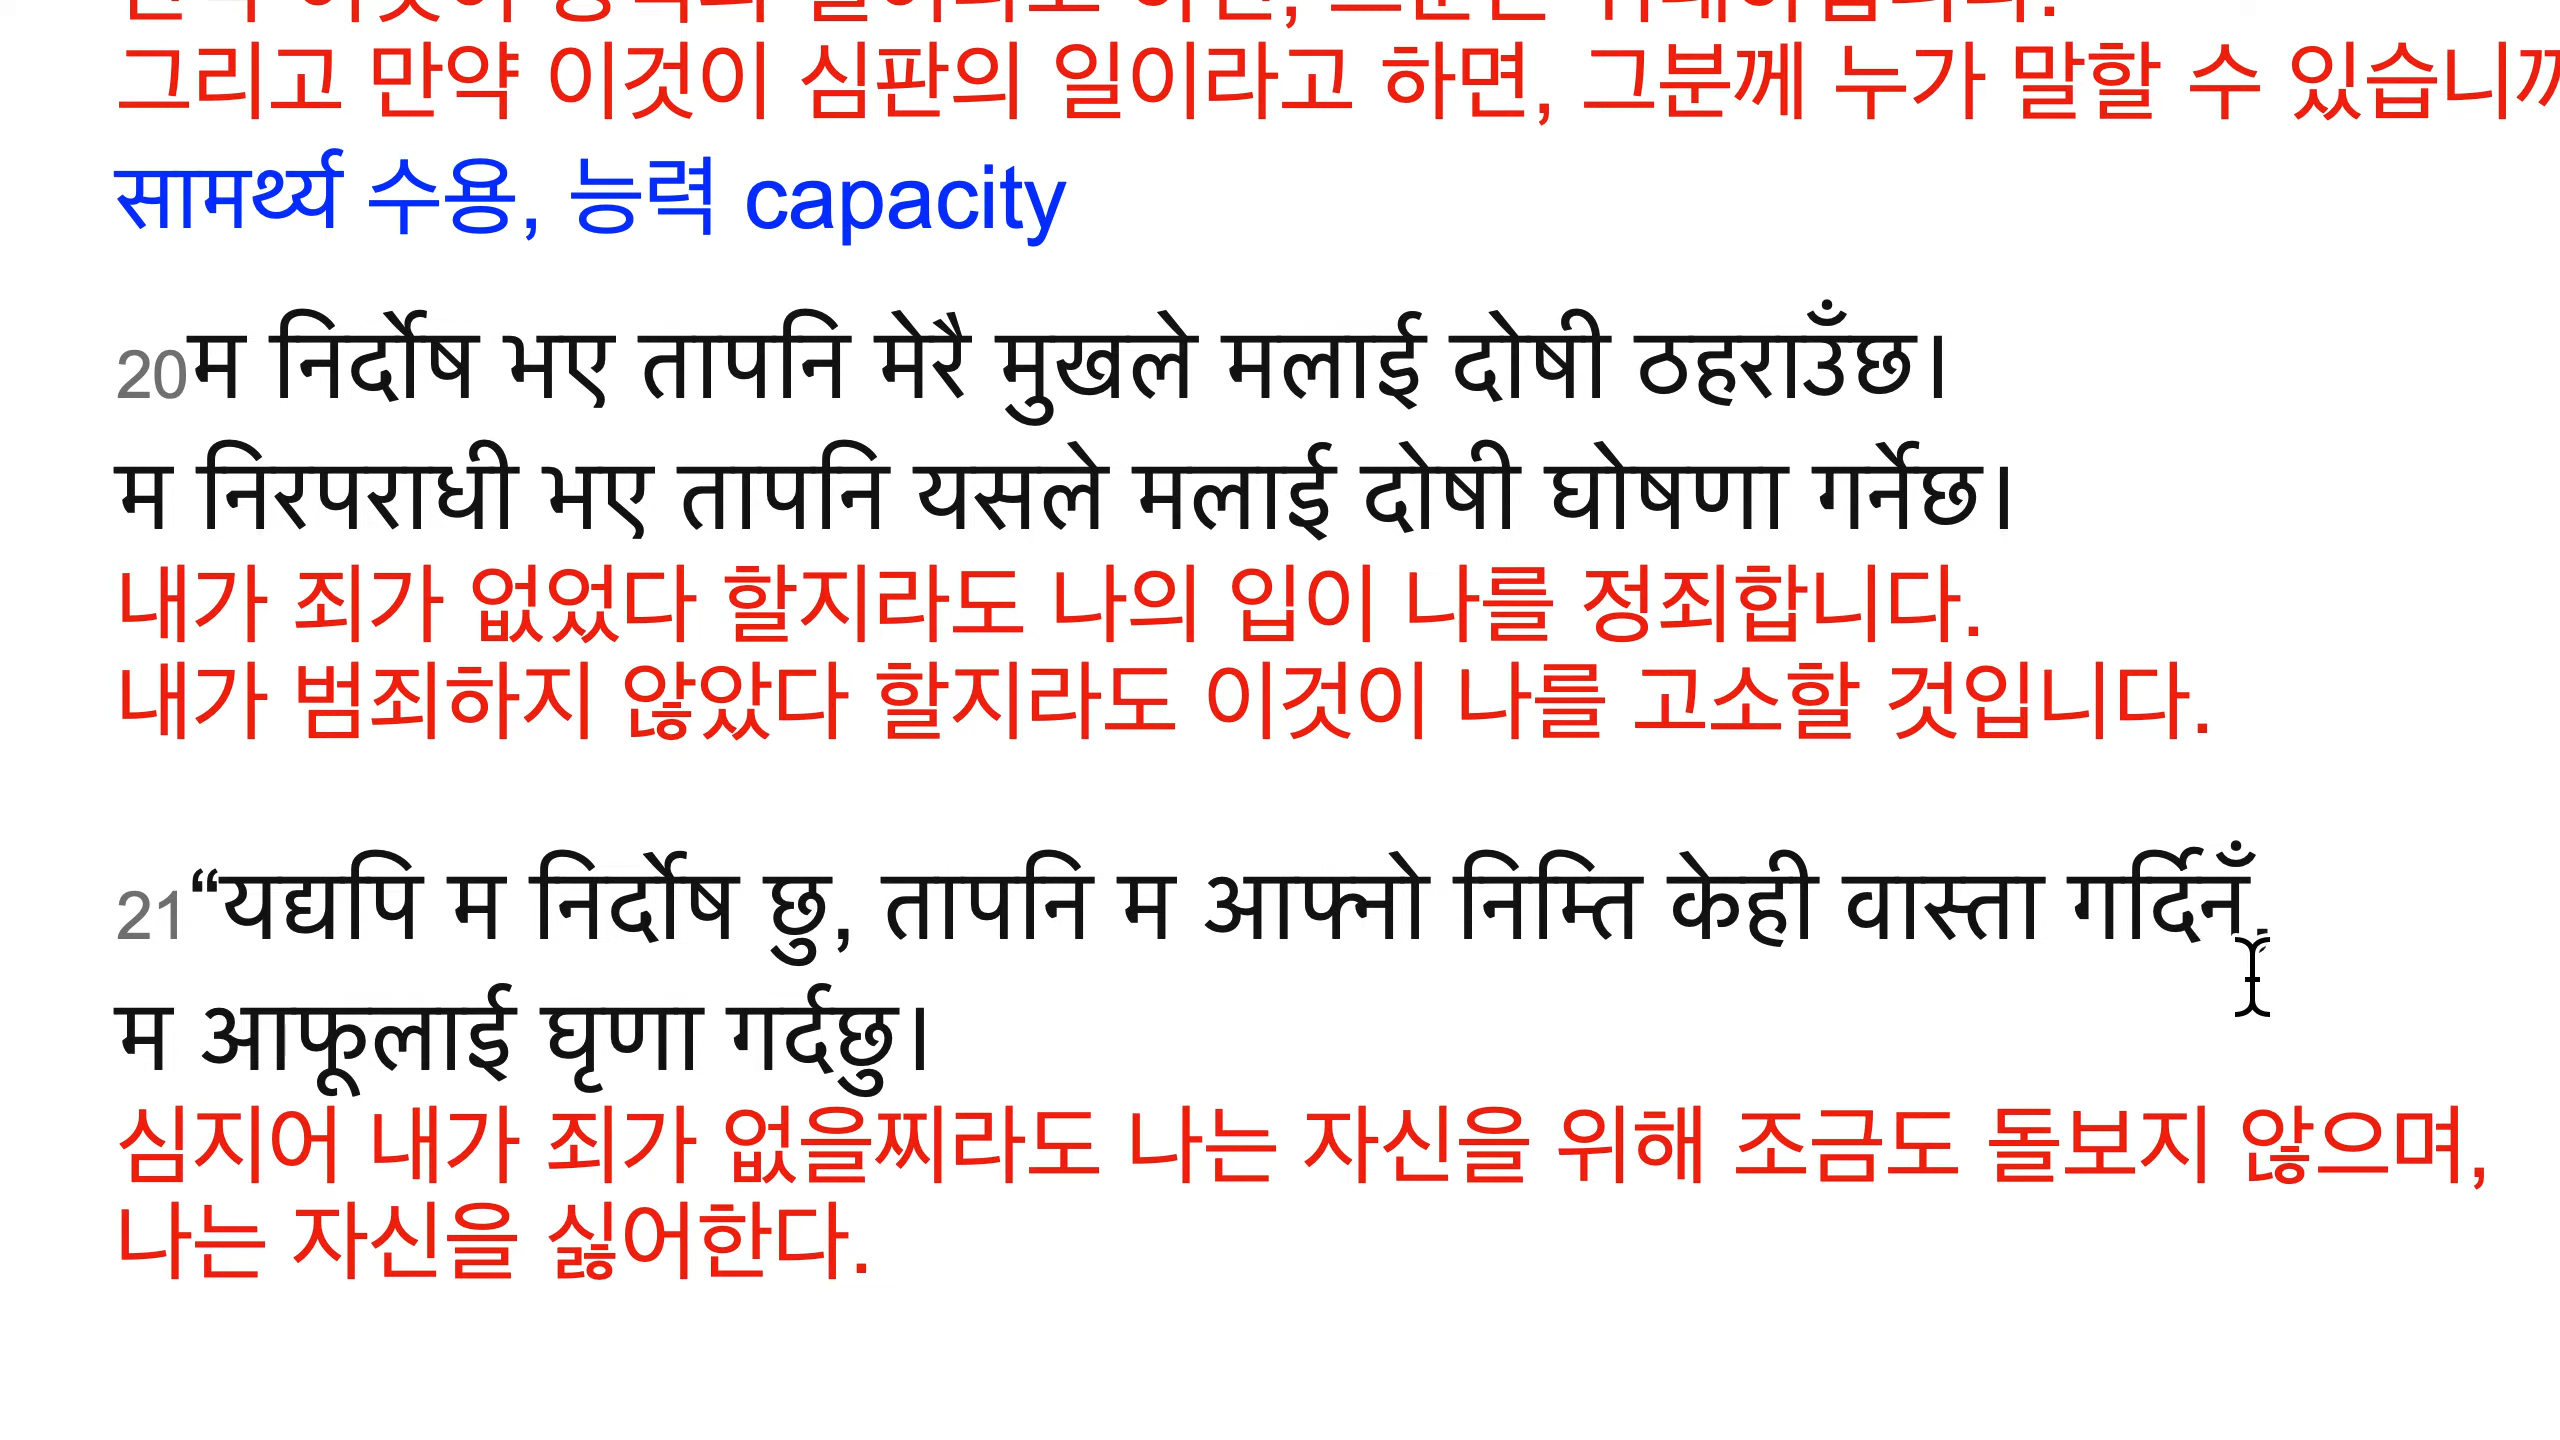 그리고 만약 이것이 심판의 일이라고 하면, 그분께 누가 말할 수 있습니까
सामर्थ्य 수용, 능력 capacity
20म निर्दोष भए तापनि मेरै मुखले मलाई दोषी ठहराउँछ।
म निरपराधी भए तापनि यसले मलाई दोषी घोषणा गर्नेछ।
내가 죄가 없었다 할지라도 나의 입이 나를 정죄합니다.
내가 범죄하지 않았다 할지라도 이것이 나를 고소할 것입니다.
21“यद्यपि म निर्दोष छु, तापनि म आफ्नो निम्ति केही वास्ता गर्दिनँ,
म आफूलाई घृणा गर्दछु।
심지어 내가 죄가 없을찌라도 나는 자신을 위해 조금도 돌보지 않으며,
나는 자신을 싫어한다.